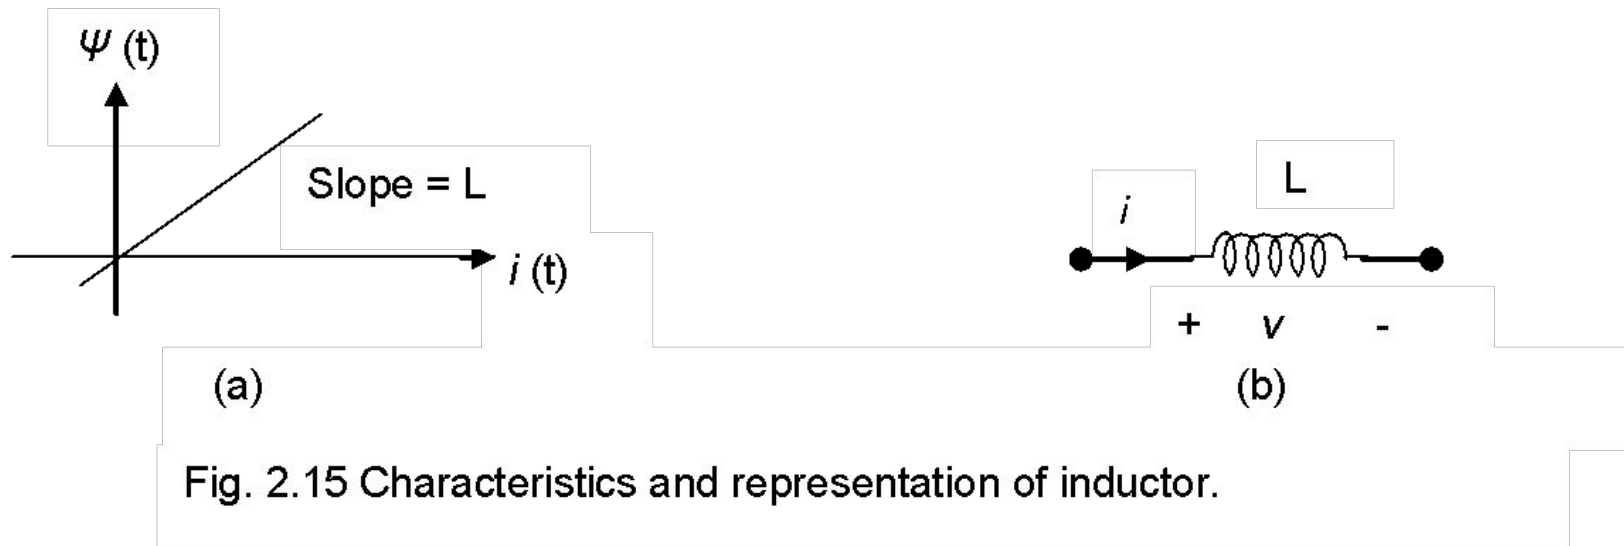 Ψ (t)
Slope = L
i (t)
(a)
L
i
+ v -
(b)
Fig. 2.15 Characteristics and representation of inductor.